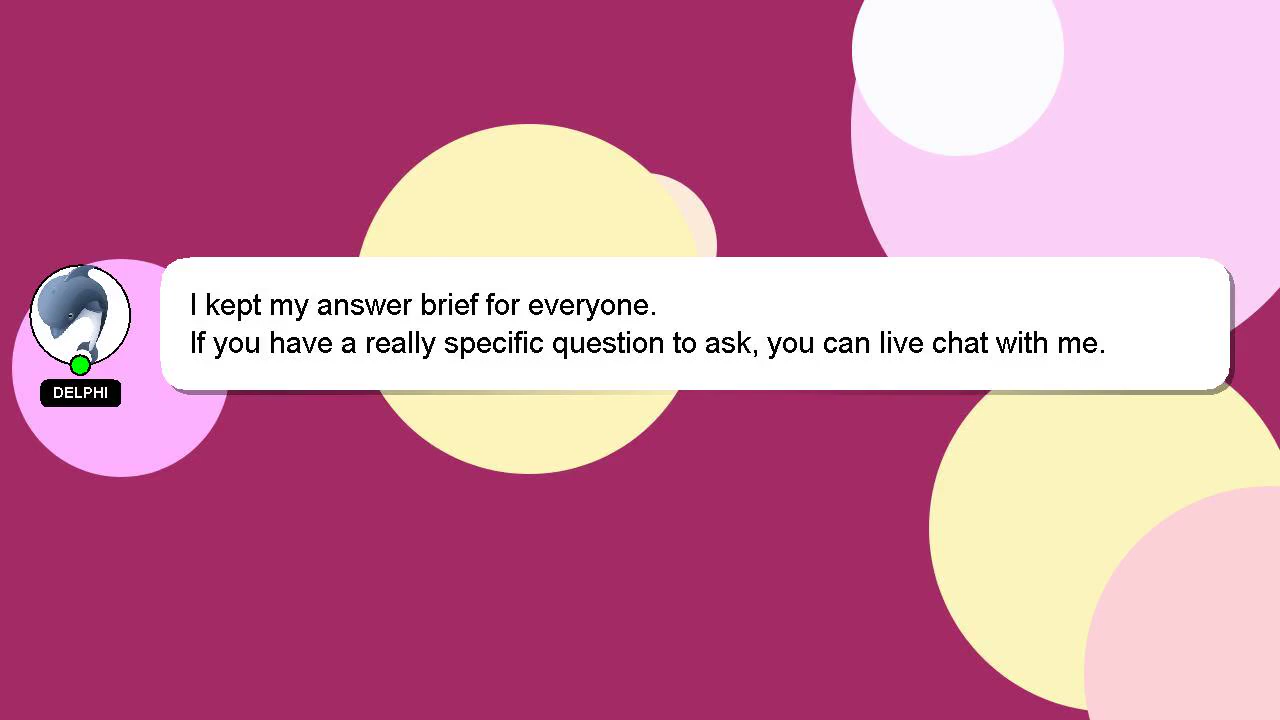 I kept my answer brief for everyone.
If you have a really specific question to ask, you can live chat with me.
DELPHI